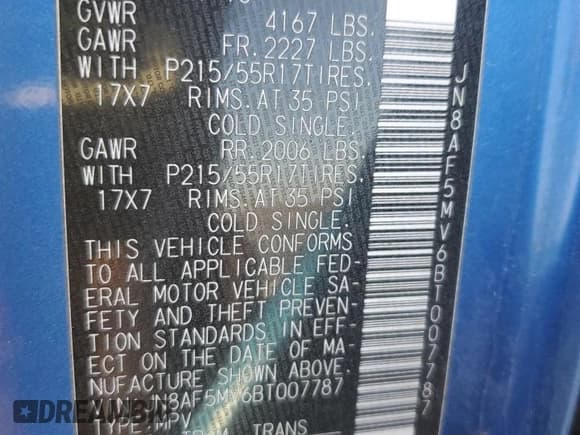 GVWR 4167 LBS.
GAWR FR. 2227 LBS.
WITH P215/55R17TIRES.
17X7 RIMS. AT 35 PSI
COLD SINGLE.
GAWR RR. 2006 LBS.
WITH P215/55R17TIRES.
17X7 RIMS. AT 35 PSI
COLD SINGLE.
THIS VEHICLE CONFORMS
TO ALL APPLICABLE FED-
ERAL MOTOR VEHICLE SA-
FETY AND THEFT PREVEN-
TION STANDARDS IN EFF-
ECT ON THE DATE OF MA-
NUFACTURE SHOWN ABOVE.
VIN: JN8AF5MV6BT007787
TYPE:MPV
TRIM TRANS
JN8AF5MV6BT007787